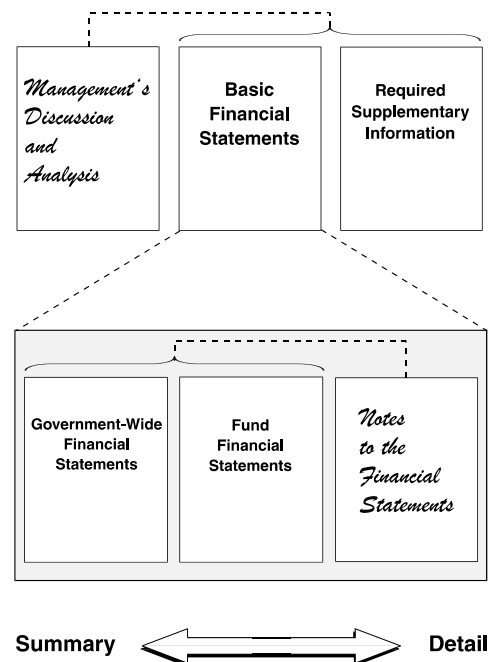 Management's
Discussion
and
Analysis
Basic
Financial
Statements
Required
Supplementary
Information
Government-Wide
Financial
Statements
Fund
Financial
Statements
Notes
to the
Financial
Statements
Summary
Detail